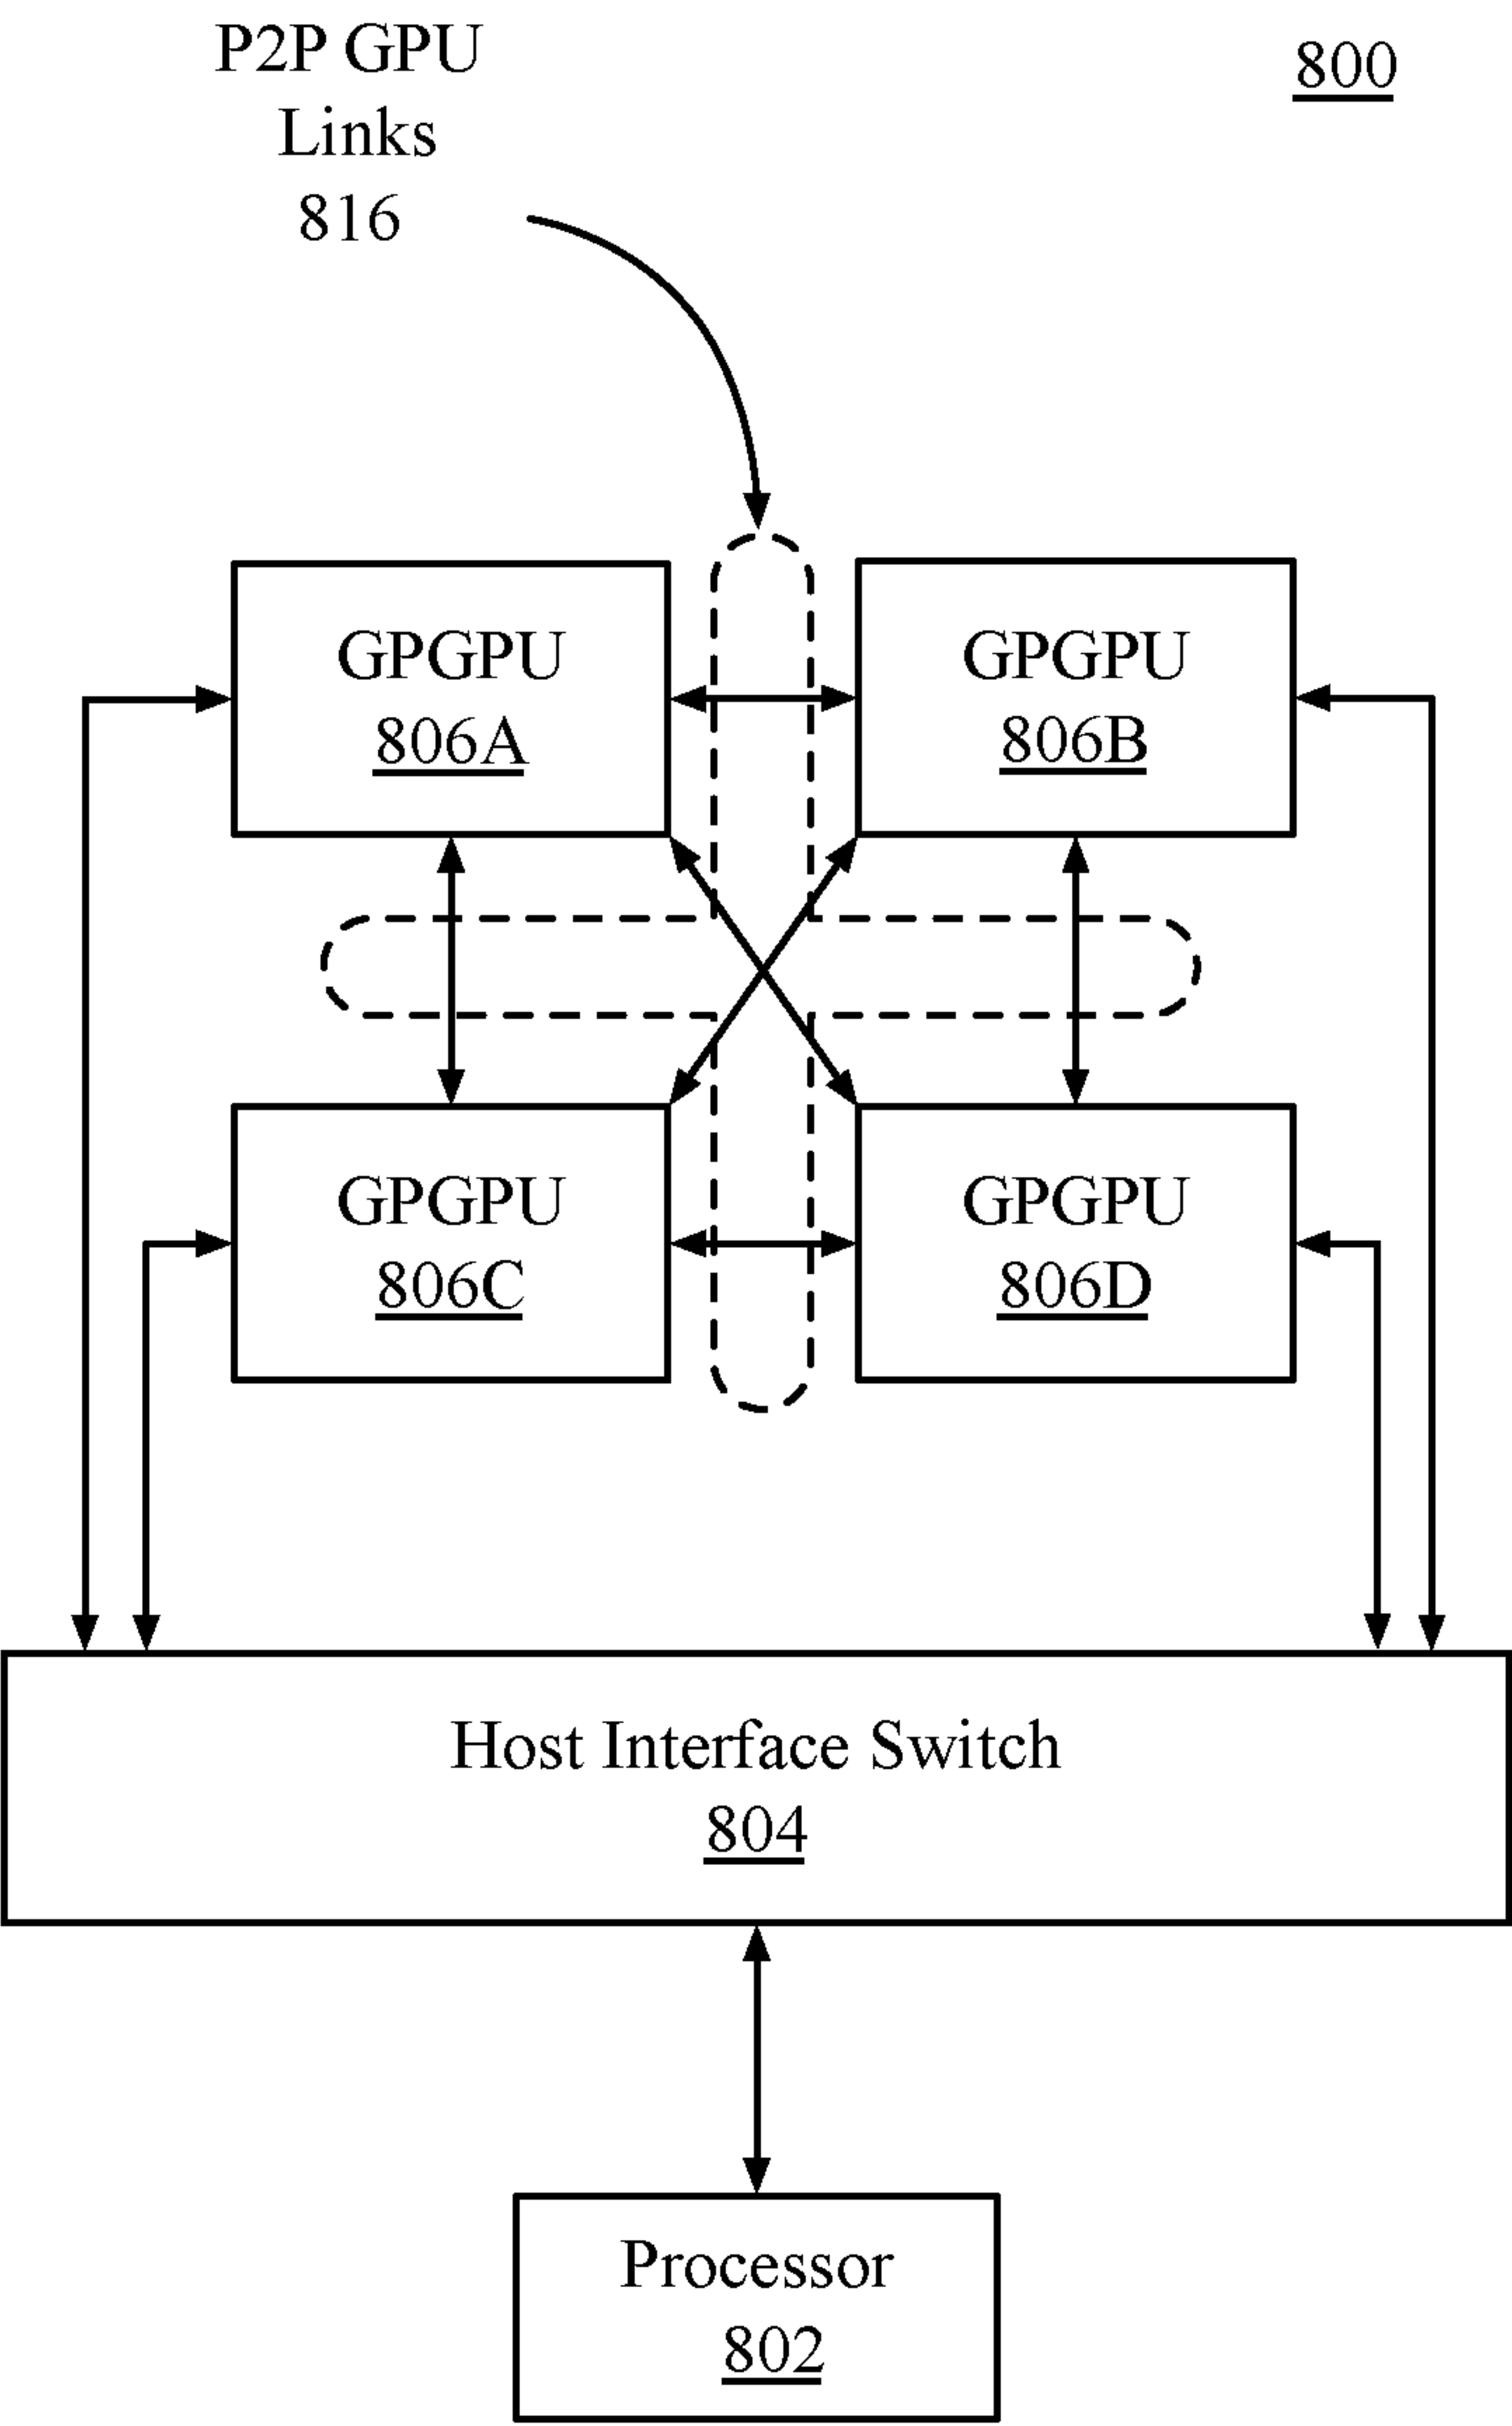 P2P GPU
Links
816
800
GPGPU
806A
GPGPU
806B
GPGPU
806C
GPGPU
806D
Host Interface Switch
804
Processor
802